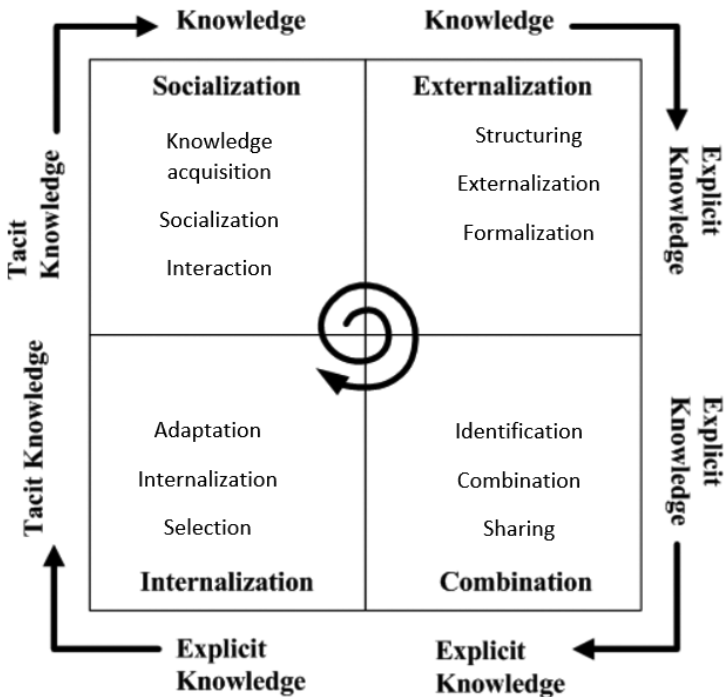 Knowledge
Knowledge
Socialization
Externalization
Knowledge
acquisition
Socialization
Interaction
Structuring
Externalization
Formalization
Tacit
Knowledge
Explicit
Knowledge
Adaptation
Internalization
Selection
Internalization
Identification
Combination
Sharing
Combination
Tacit Knowledge
Explicit
Knowledge
Explicit
Knowledge
Explicit
Knowledge